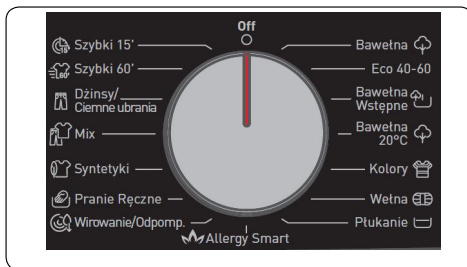 Off
Szybki 15'
Szybki 60'
Dżinsy/
Ciemne ubrania
Mix
Syntetyki
Pranie Ręczne
Wirowanie/Odpomp.
Allergy Smart
Bawełna
Eco 40-60
Bawełna
Wstępne
Bawełna
20°C
Kolory
Wełna
Płukanie